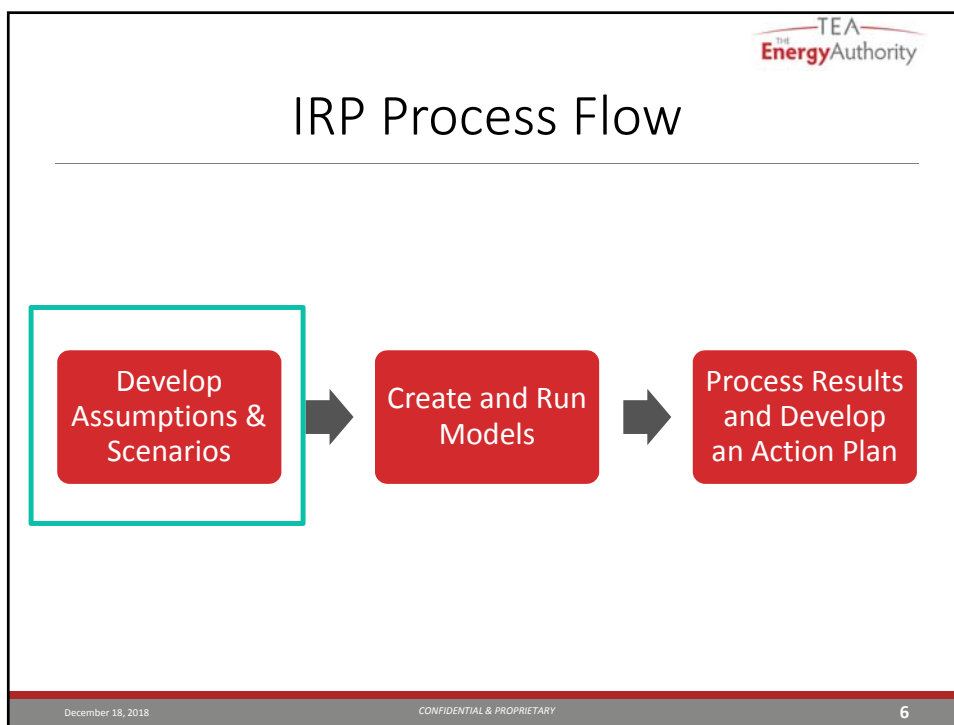 TEA
THE
EnergyAuthority
IRP Process Flow
Develop
Assumptions &
Scenarios
Create and Run
Models
Process Results
and Develop
an Action Plan
December 18, 2018
CONFIDENTIAL & PROPRIETARY
6